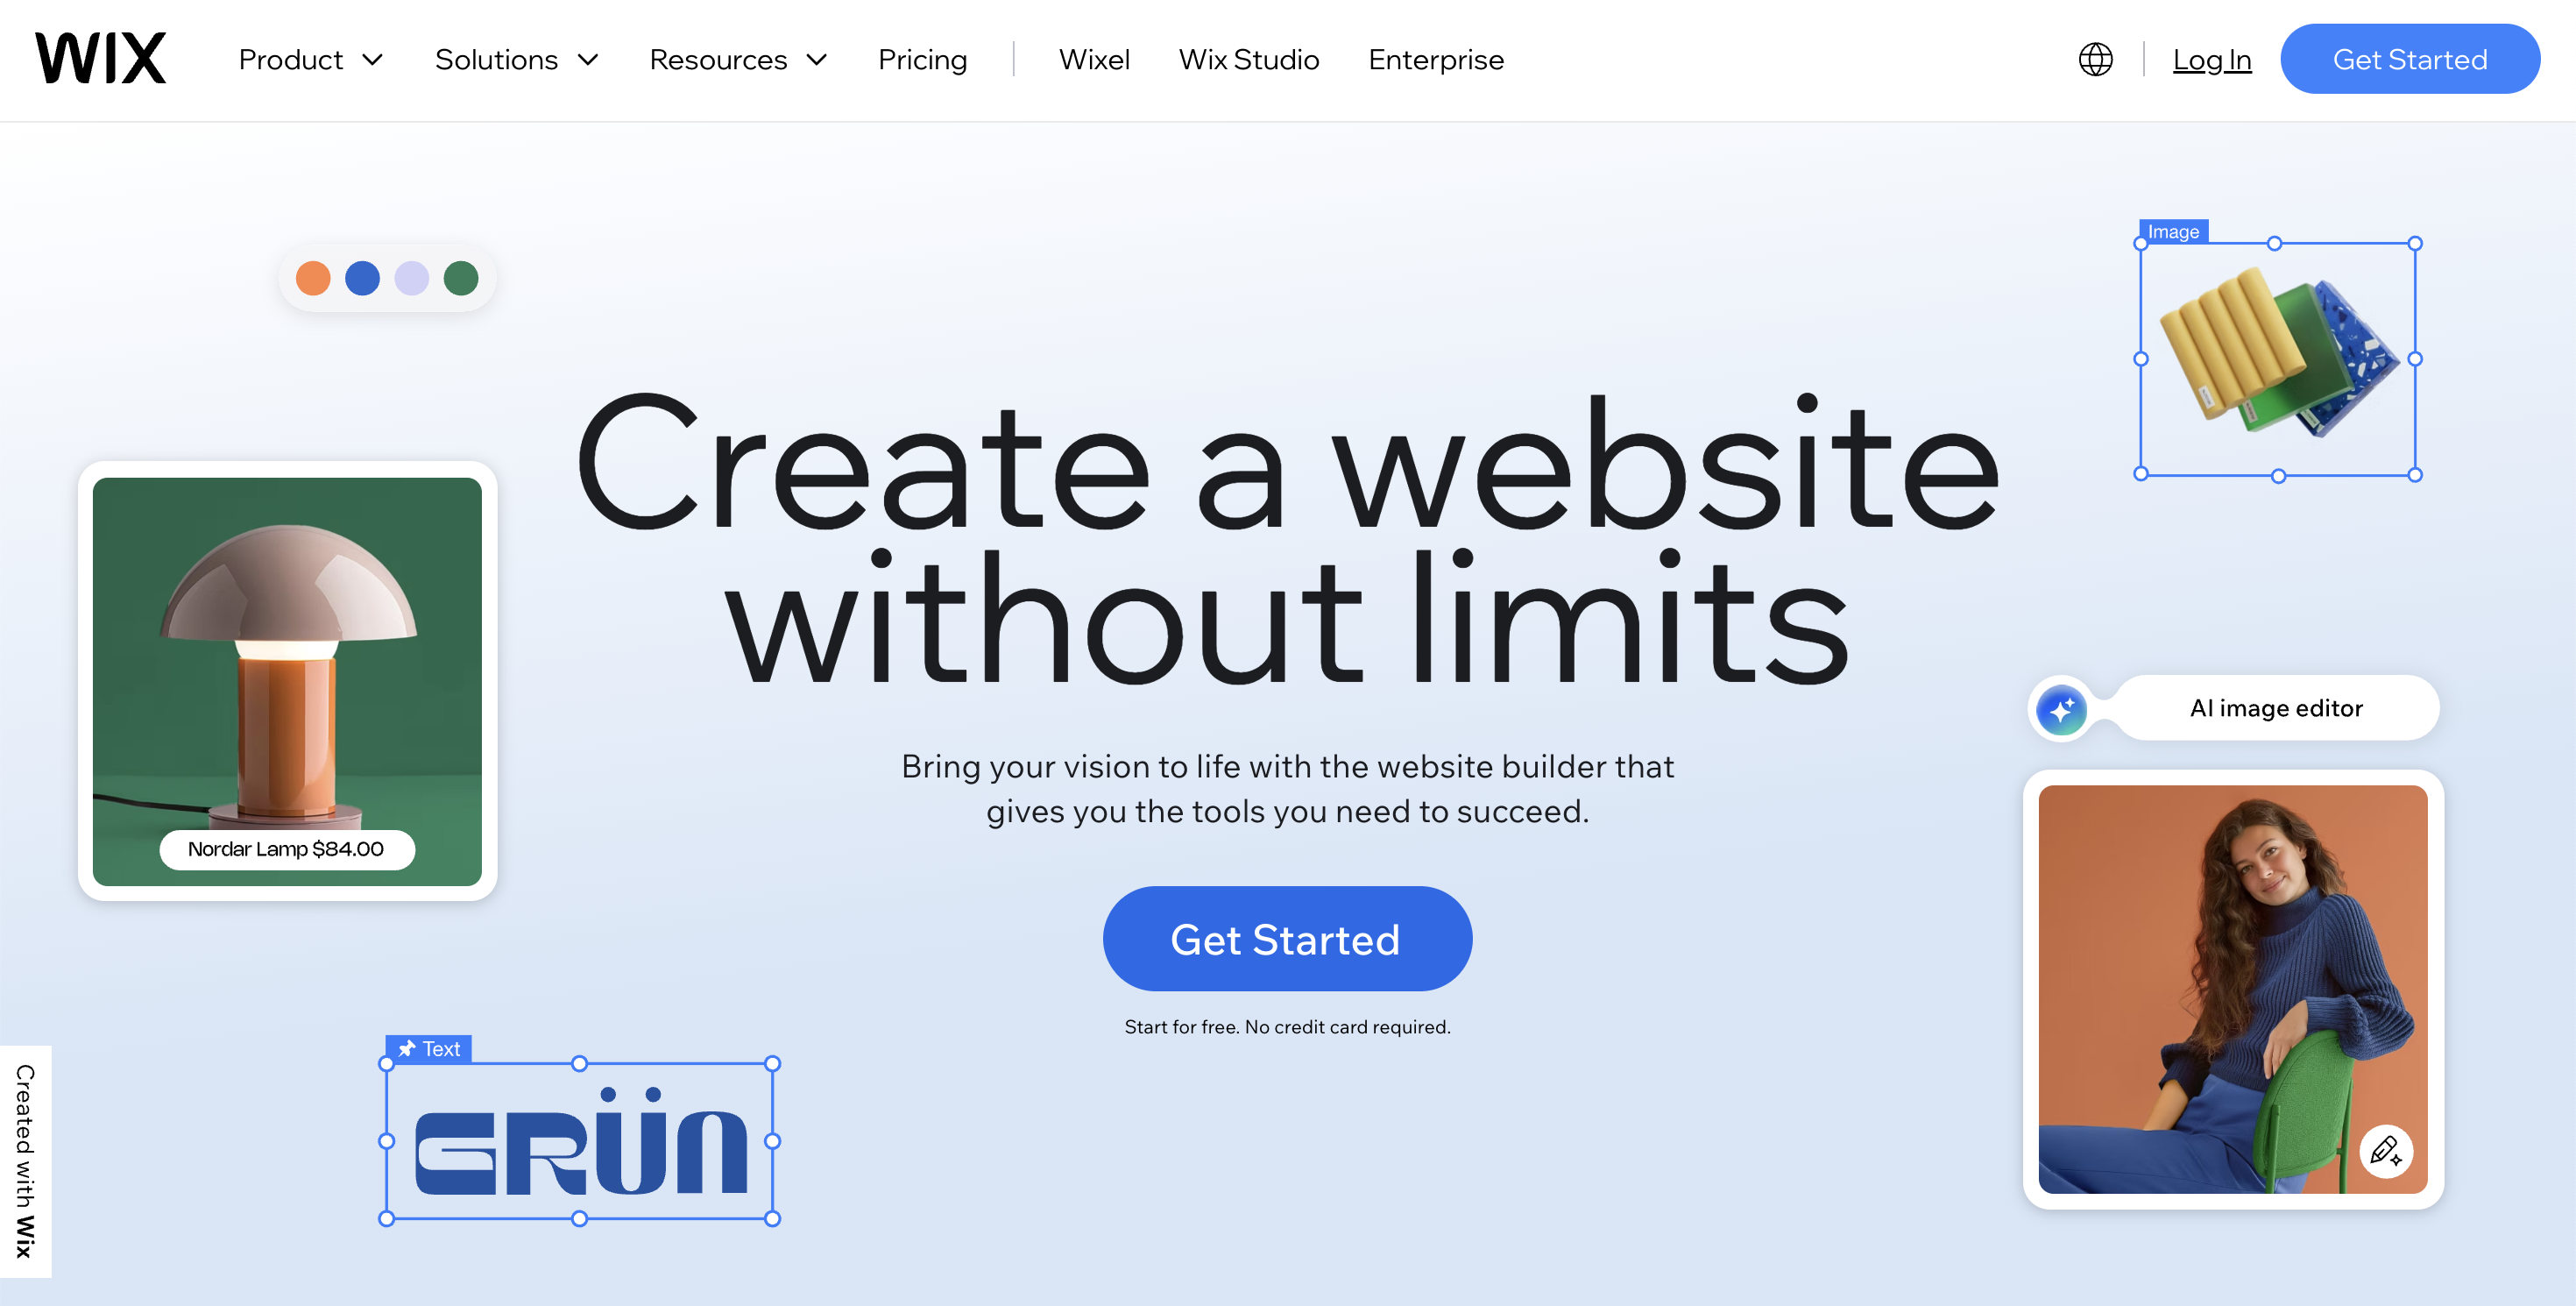 WIX
Product
Solutions
Resources
Pricing
Wixel
Wix Studio
Enterprise
Log In
Get Started
Image
Create a website
without limits
AI image editor
Bring your vision to life with the website builder that
gives you the tools you need to succeed.
Nordar Lamp $84.00
Get Started
Start for free. No credit card required.
Text
GRÜN
Created with Wix